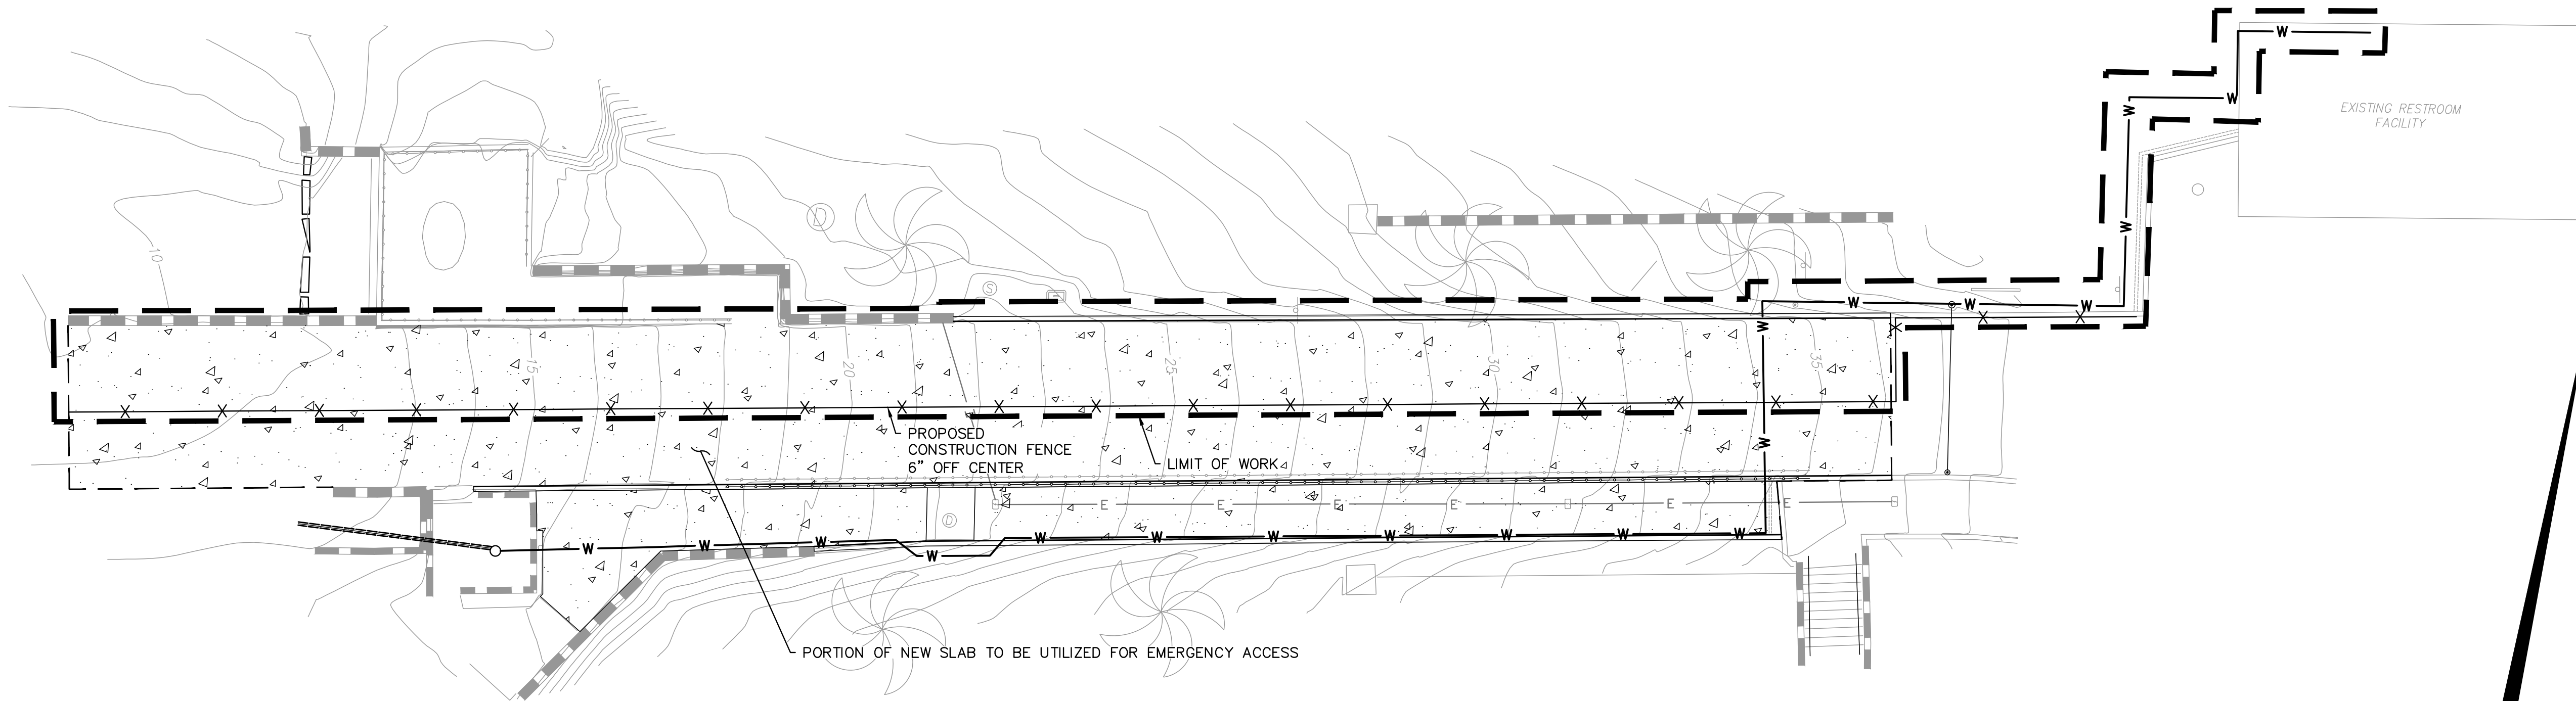 W
EXISTING RESTROOM
FACILITY
W
W
W
D
W
10
S
W
W
W
W
15
20
25
30
35
PROPOSED
CONSTRUCTION FENCE
6" OFF CENTER
LIMIT OF WORK
W
E
E
E
E
E
E
D
W
W
W
W
W
W
W
W
W
W
W
PORTION OF NEW SLAB TO BE UTILIZED FOR EMERGENCY ACCESS